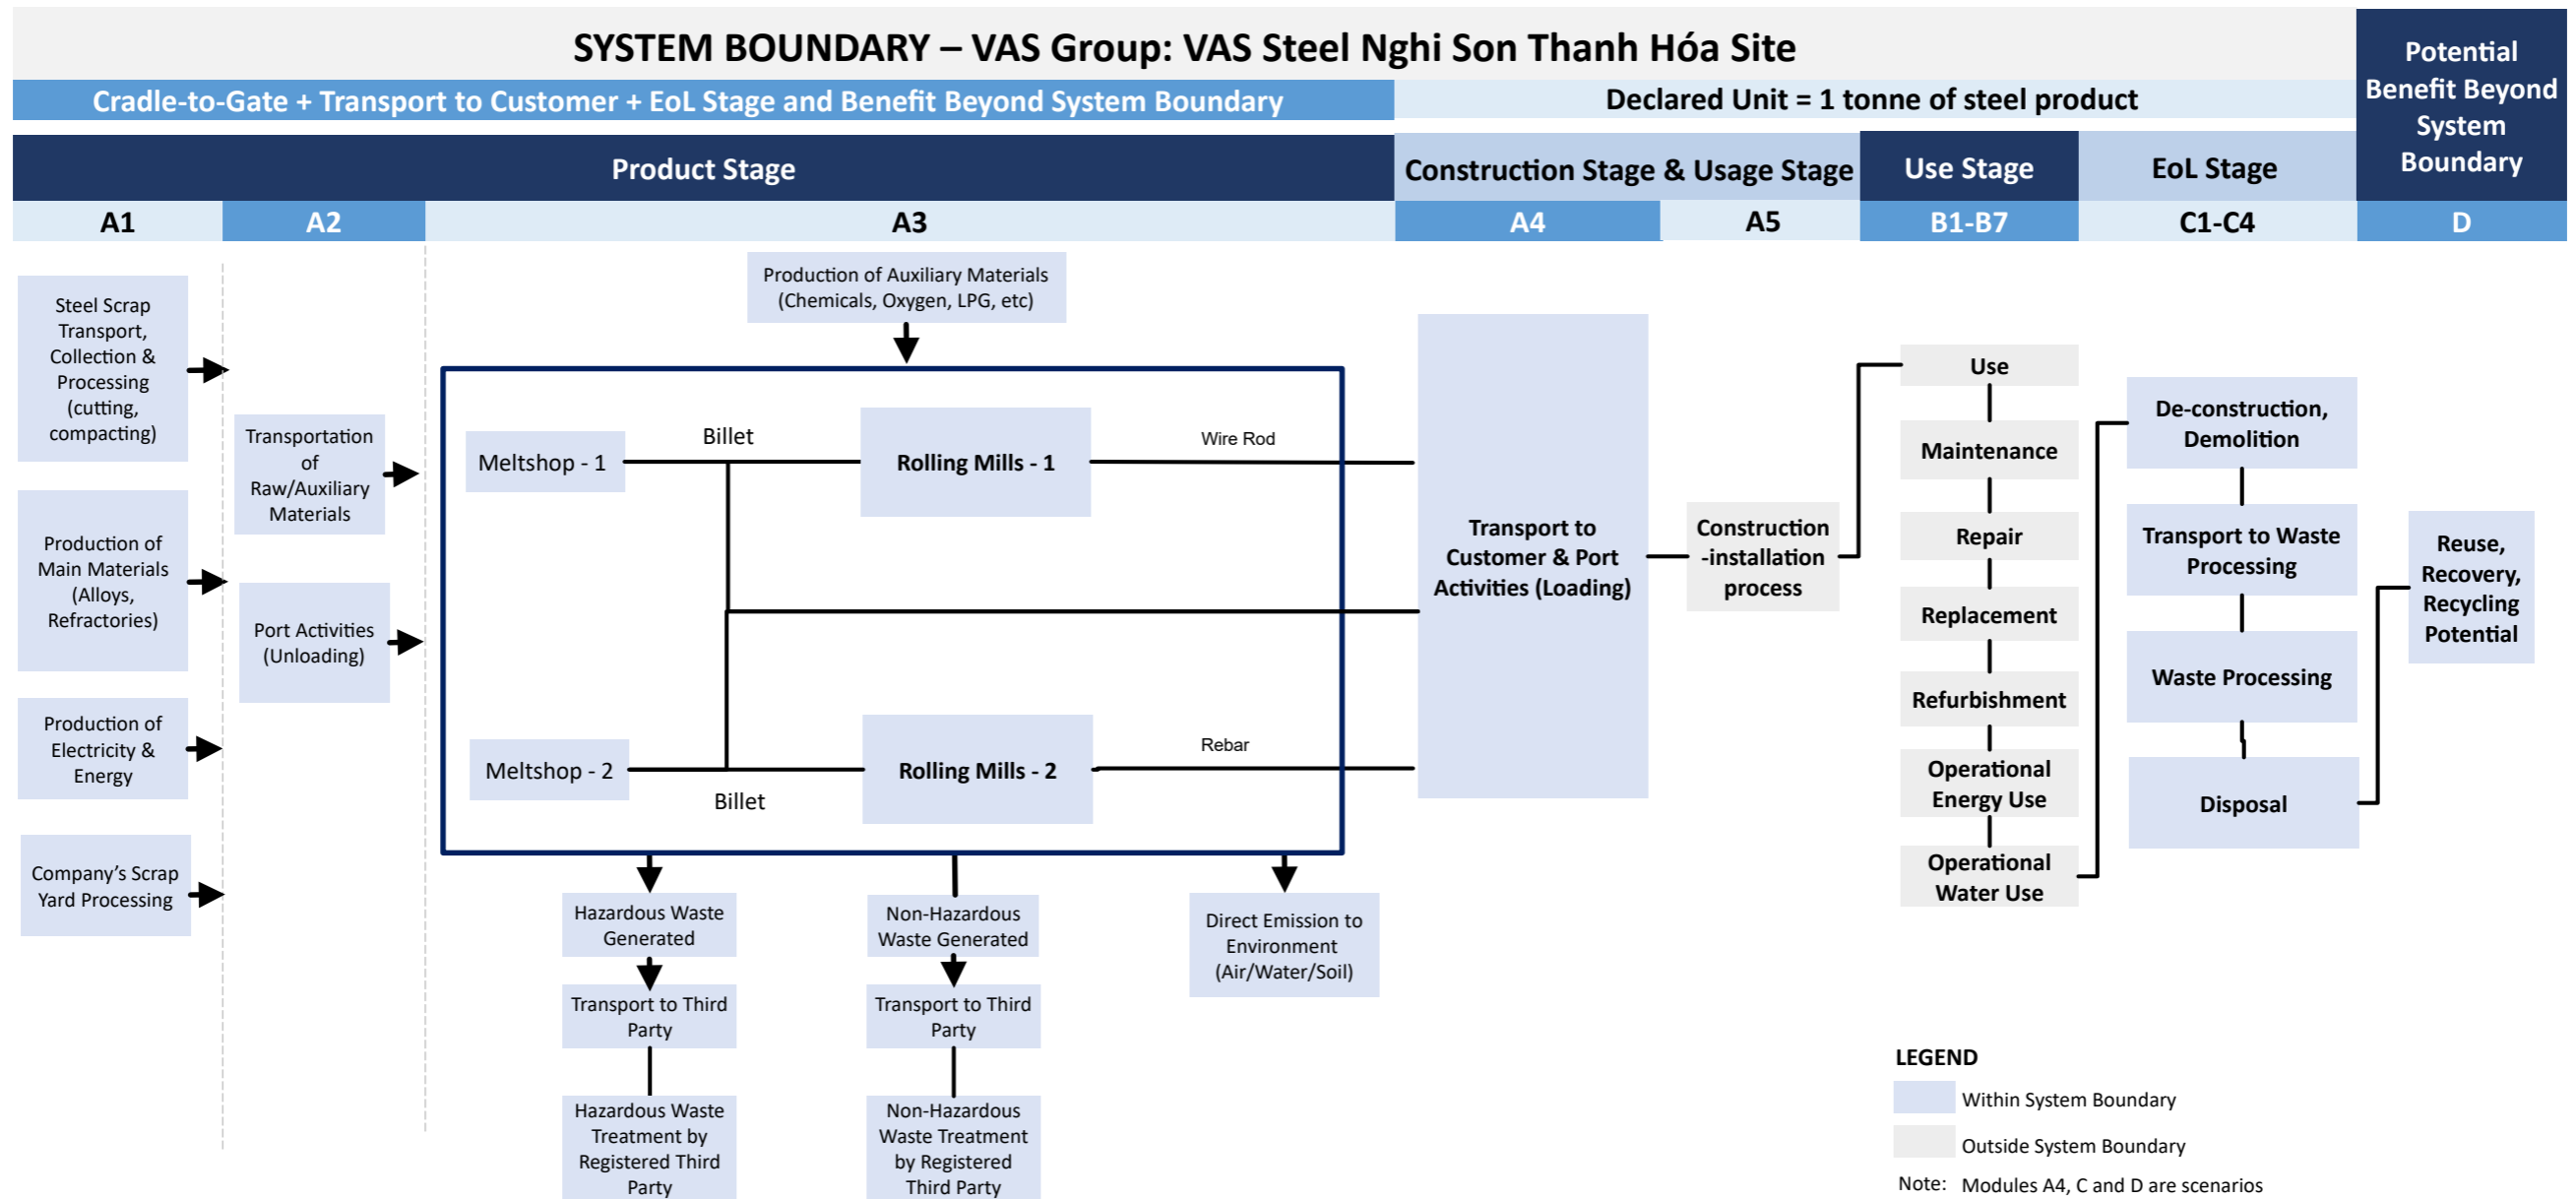 SYSTEM BOUNDARY – VAS Group: VAS Steel Nghi Son Thanh Hóa Site
Potential
Benefit Beyond
System
Boundary
Cradle-to-Gate + Transport to Customer + EoL Stage and Benefit Beyond System Boundary
Declared Unit = 1 tonne of steel product
Product Stage
Construction Stage & Usage Stage
Use Stage
EoL Stage
A1
A2
A3
A4
A5
B1-B7
C1-C4
D
Steel Scrap
Transport,
Collection &
Processing
(cutting,
compacting)
Production of
Main Materials
(Alloys,
Refractories)
Production of
Electricity &
Energy
Company's Scrap
Yard Processing
Transportation
of
Raw/Auxiliary
Materials
Port Activities
(Unloading)
Production of Auxiliary Materials
(Chemicals, Oxygen, LPG, etc)
Meltshop - 1
Billet
Rolling Mills - 1
Wire Rod
Meltshop - 2
Billet
Rolling Mills - 2
Rebar
Hazardous Waste
Generated
Transport to Third
Party
Hazardous Waste
Treatment by
Registered Third
Party
Non-Hazardous
Waste Generated
Transport to Third
Party
Non-Hazardous
Waste Treatment
by Registered
Third Party
Direct Emission to
Environment
(Air/Water/Soil)
Transport to
Customer & Port
Activities (Loading)
Construction
-installation
process
Use
Maintenance
Repair
Replacement
Refurbishment
Operational
Energy Use
Operational
Water Use
De-construction,
Demolition
Transport to Waste
Processing
Waste Processing
Disposal
Reuse,
Recovery,
Recycling
Potential
LEGEND
Within System Boundary
Outside System Boundary
Note: Modules A4, C and D are scenarios